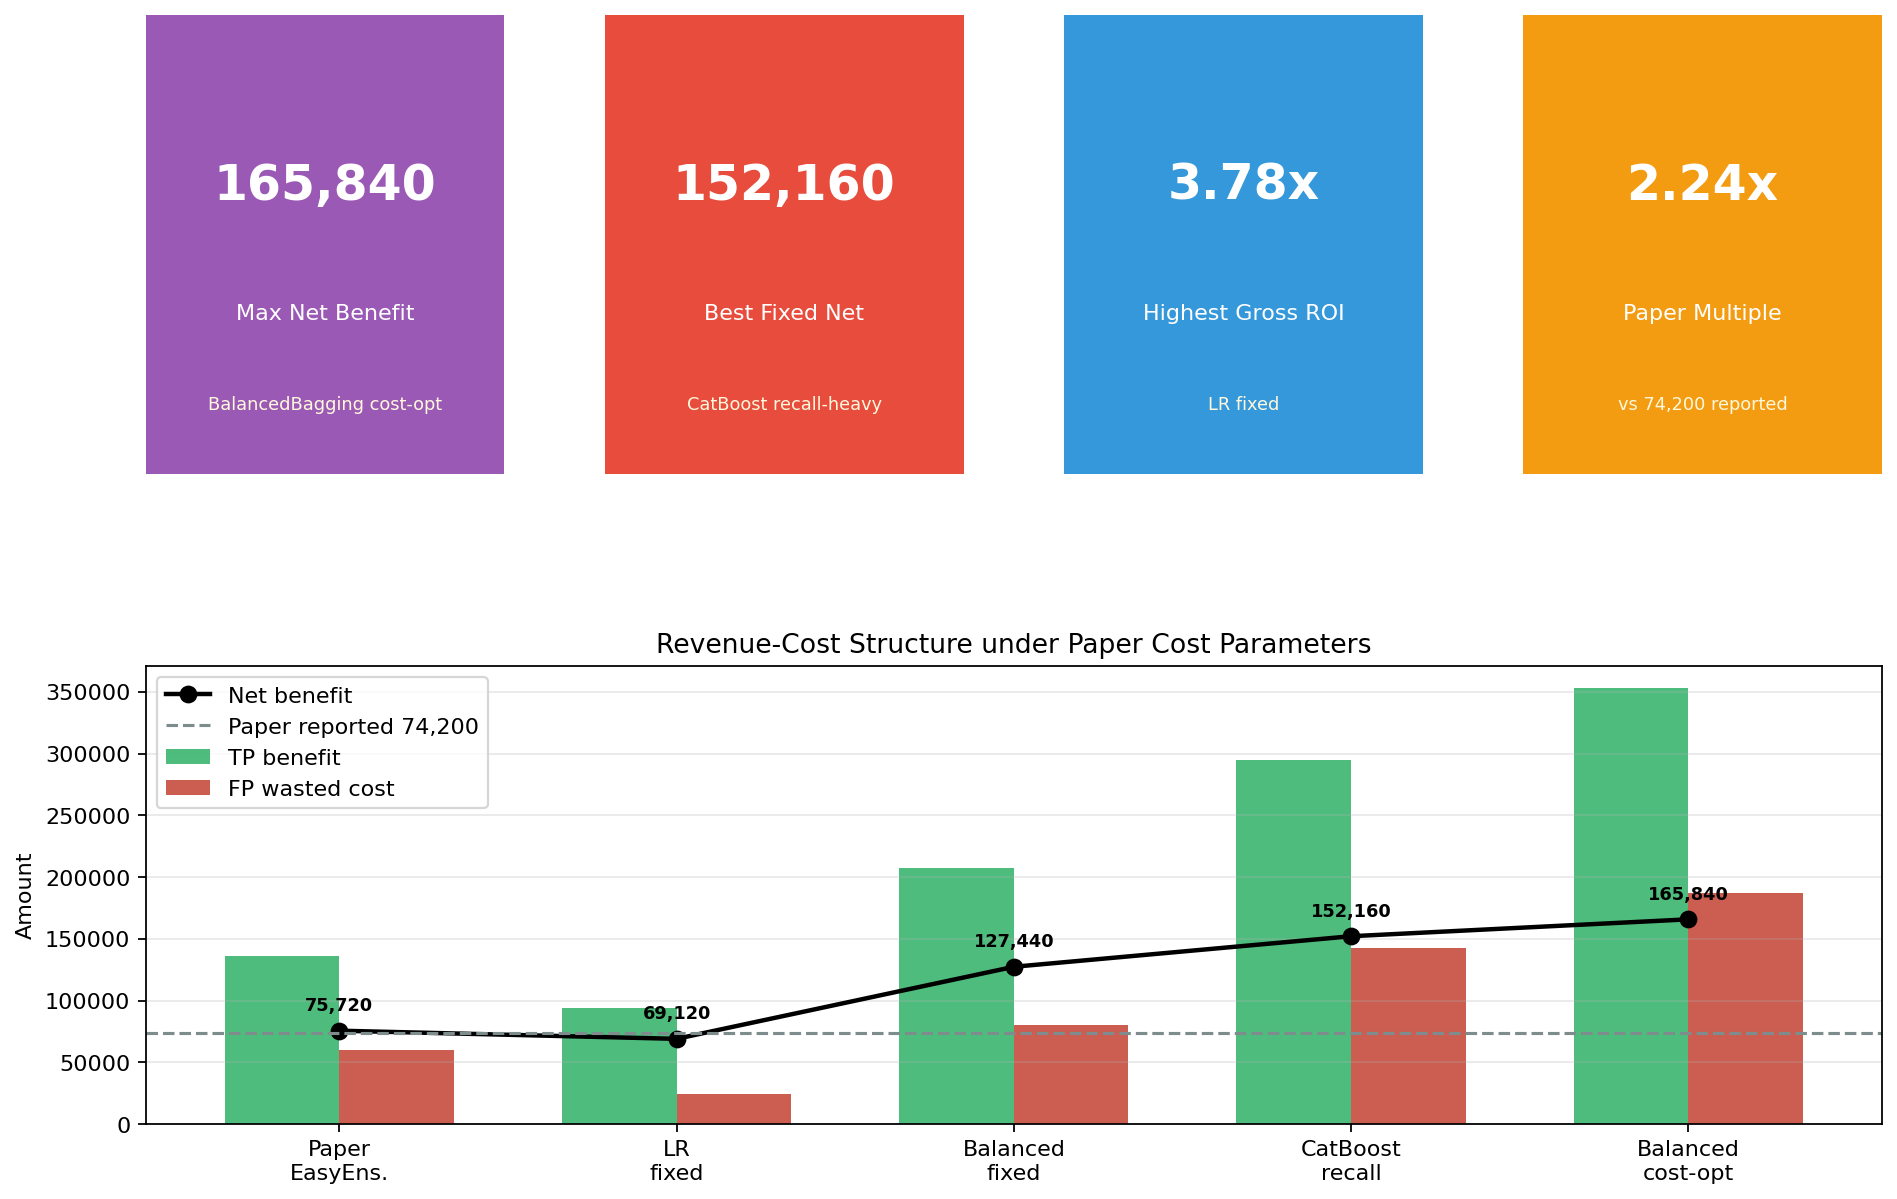 165,840
Max Net Benefit
BalancedBagging cost-opt
152,160
Best Fixed Net
CatBoost recall-heavy
3.78x
Highest Gross ROI
LR fixed
2.24x
Paper Multiple
vs 74,200 reported
Revenue-Cost Structure under Paper Cost Parameters
Net benefit
Paper reported 74,200
TP benefit
FP wasted cost
Amount
350000
300000
250000
200000
150000
100000
50000
0
75,720
69,120
127,440
152,160
165,840
Paper
EasyEns.
LR
fixed
Balanced
fixed
CatBoost
recall
Balanced
cost-opt